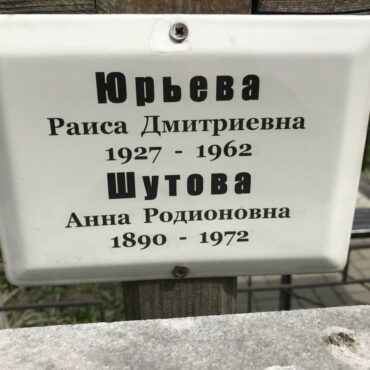 Юрьева
Раиса Дмитриевна
1927 - 1962
Шутова
Анна Родионовна
1890 - 1972